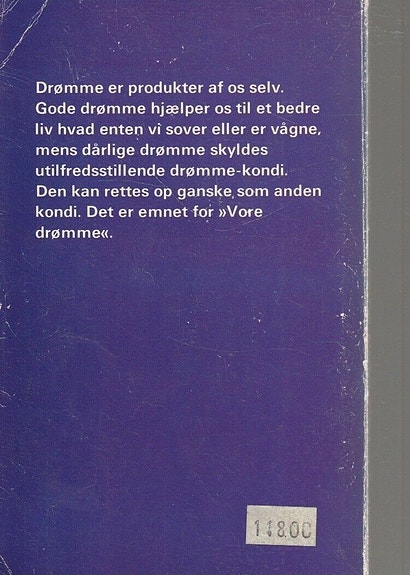 Drømme er produkter af os selv.
Gode drømme hjælper os til et bedre
liv hvad enten vi sover eller er vågne,
mens dårlige drømme skyldes
utilfredsstillende drømme-kondi.
Den kan rettes op ganske som anden
kondi. Det er emnet for »Vore
drømme«.
118.00